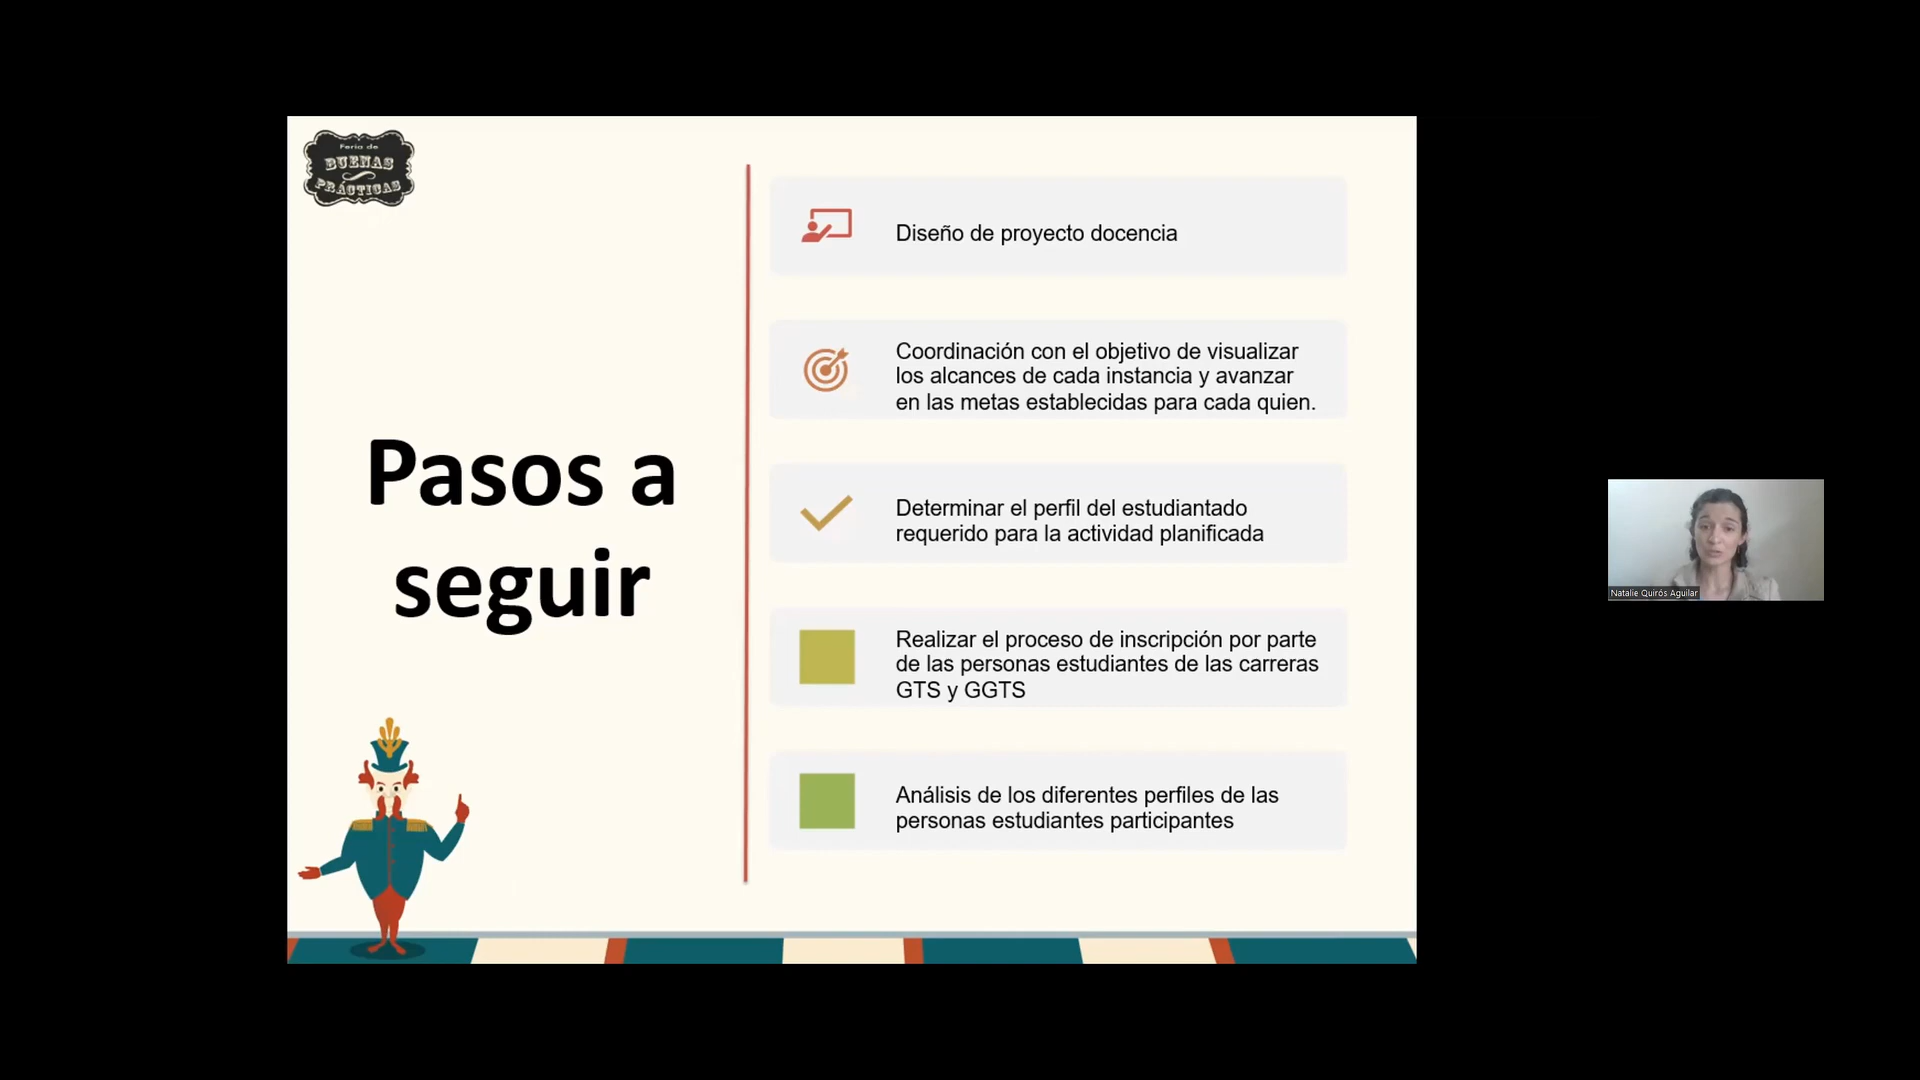 Feria de
BUENAS
PRÁCTICAS
Pasos a
seguir
Diseño de proyecto docencia
Coordinación con el objetivo de visualizar
los alcances de cada instancia y avanzar
en las metas establecidas para cada quien.
Determinar el perfil del estudiantado
requerido para la actividad planificada
Realizar el proceso de inscripción por parte
de las personas estudiantes de las carreras
GTS y GGTS
Análisis de los diferentes perfiles de las
personas estudiantes participantes
Natalie Quirós Aguilar